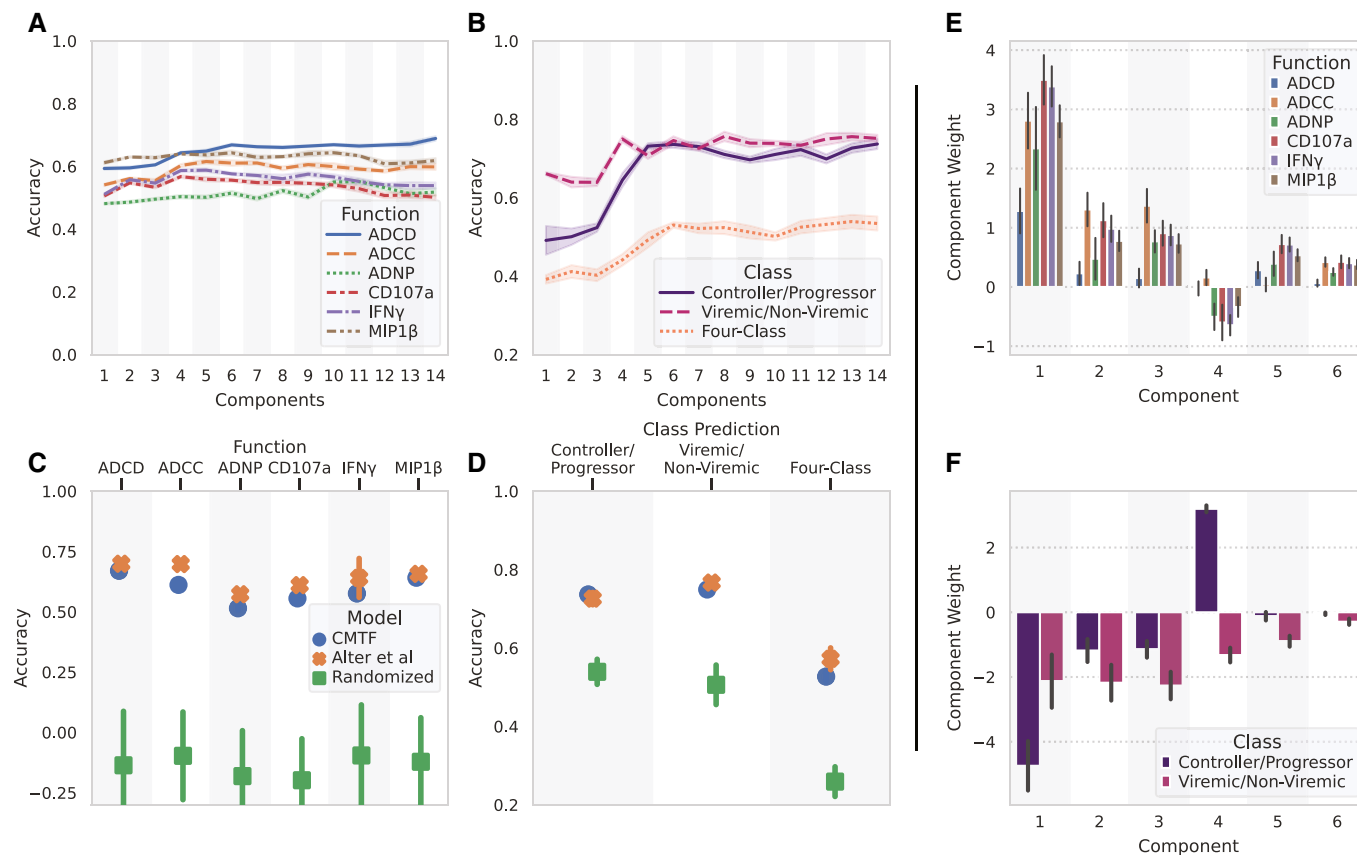 A
1.0
0.8
0.6
0.4
0.2
0.0
Accuracy
1 2 3 4 5 6 7 8 9 10 11 12 13 14
Components
Function
ADCD
ADCC
ADNP
CD107a
IFNγ
MIP1β
B
1.0
0.8
0.6
0.4
0.2
Accuracy
1 2 3 4 5 6 7 8 9 10 11 12 13 14
Components
Class
Controller/Progressor
Viremic/Non-Viremic
Four-Class
E
4
3
2
1
0
−1
Component Weight
1 2 3 4 5 6
Component
Function
ADCD
ADCC
ADNP
CD107a
IFNγ
MIP1β
C
Function
ADCD ADCC ADNP CD107a IFNγ MIP1β
1.00
0.75
0.50
0.25
0.00
−0.25
Accuracy
Model
CMTF
Alter et al
Randomized
D
Class Prediction
Controller/
Progressor
Viremic/
Non-Viremic
Four-Class
1.0
0.8
0.6
0.4
0.2
Accuracy
F
2
0
−2
−4
Component Weight
1 2 3 4 5 6
Component
Class
Controller/Progressor
Viremic/Non-Viremic